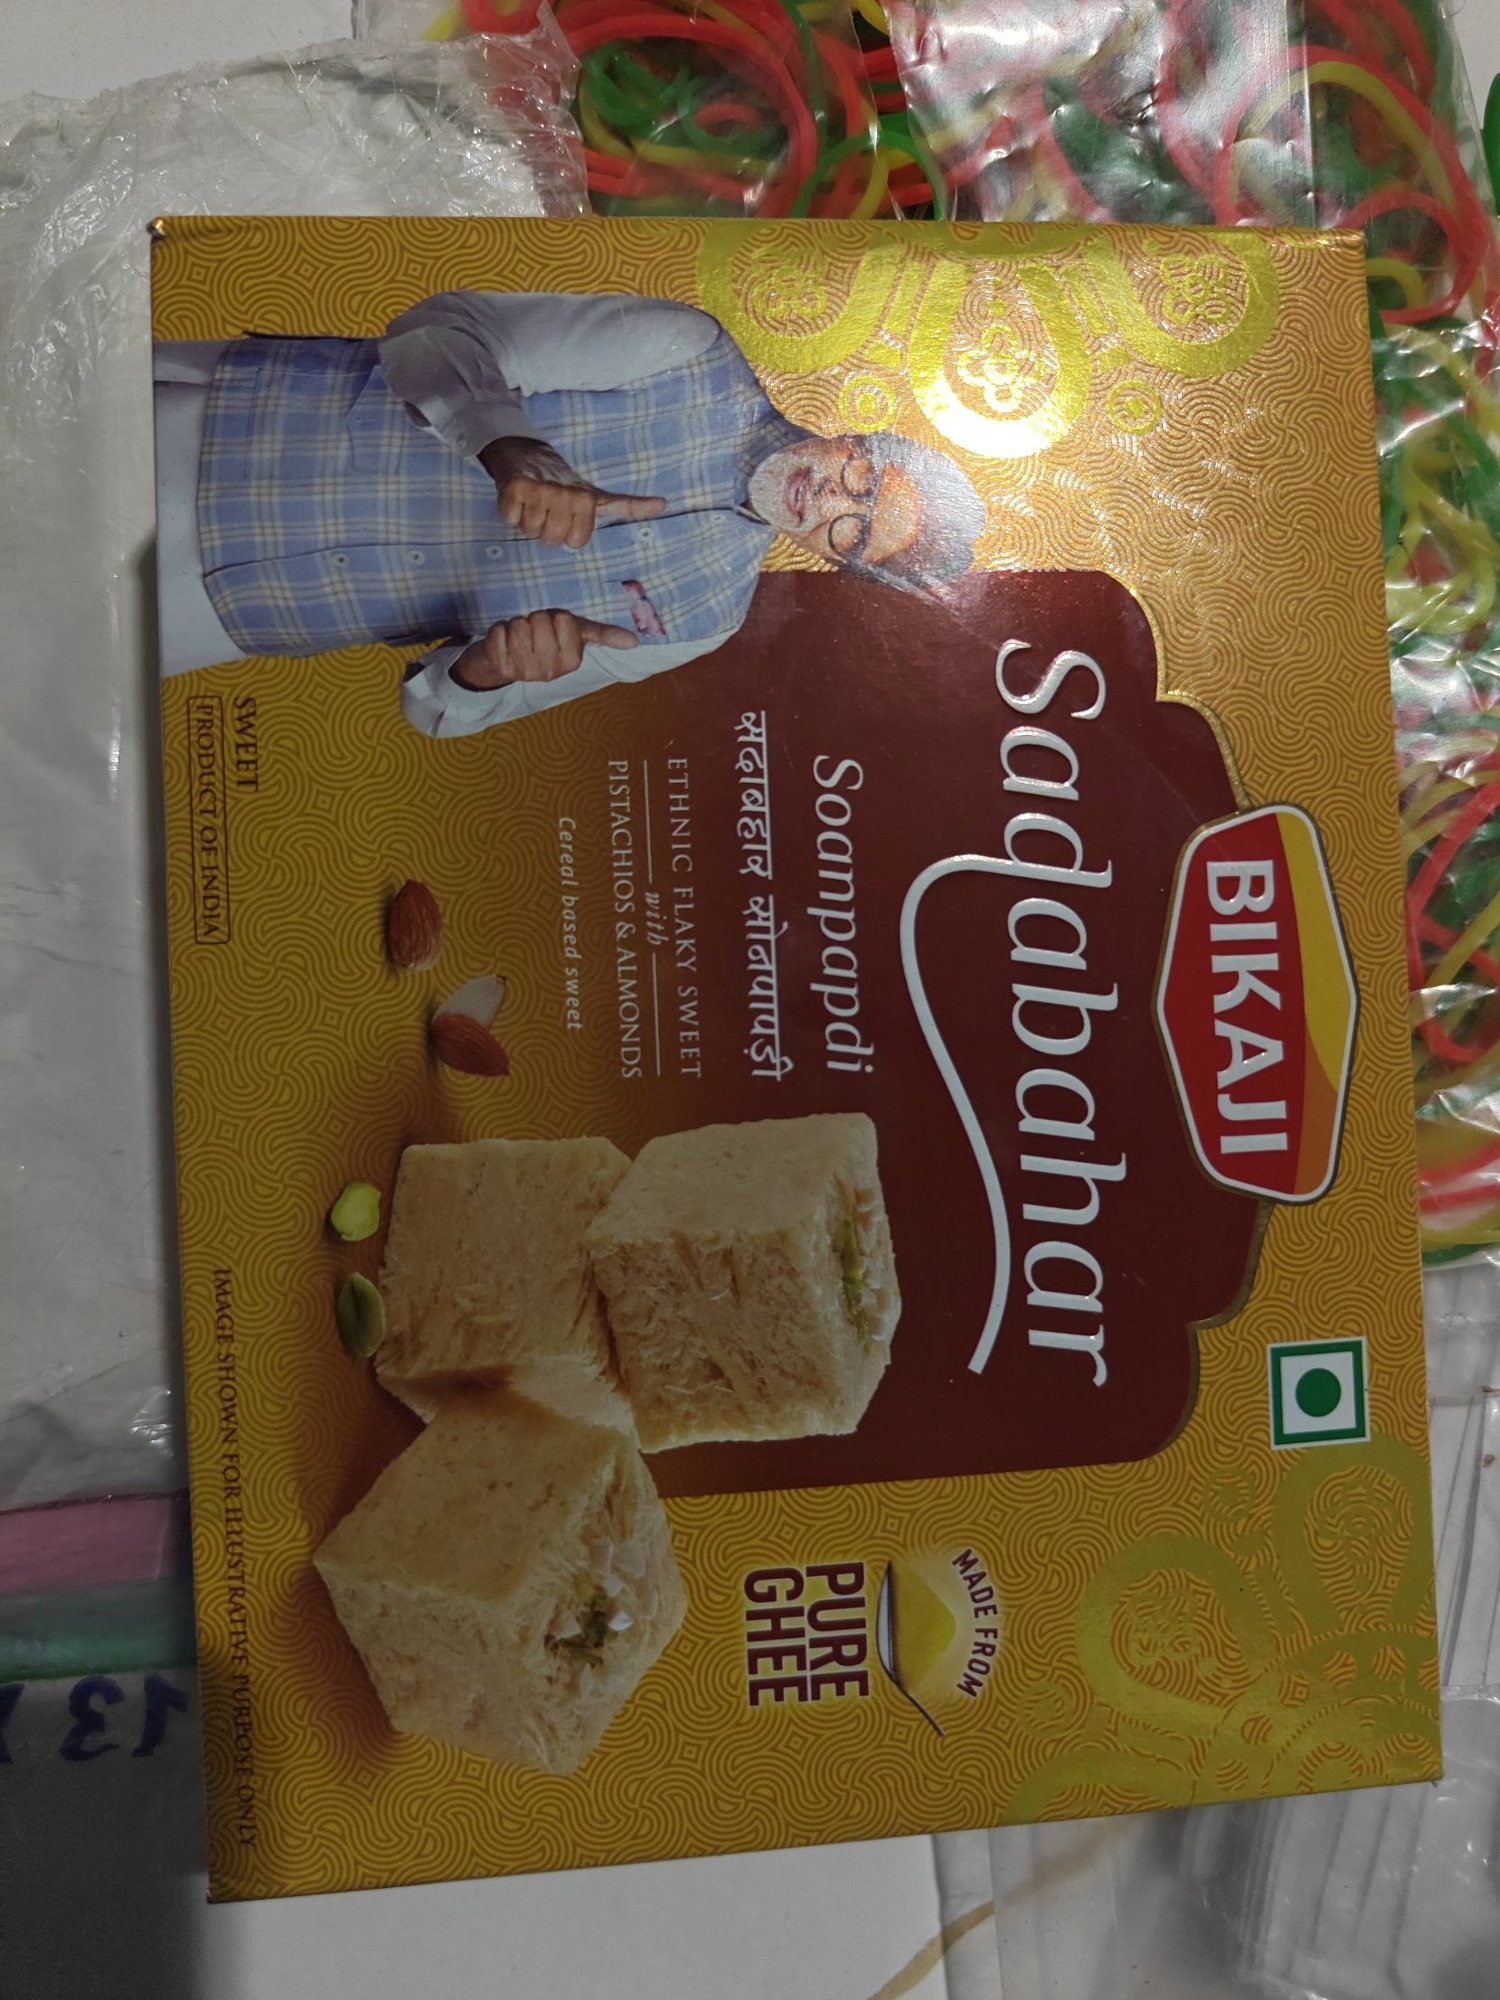 BIKAJI
Sadabahar
Soanpapdi
सदाबहार सोनपापड़ी
ETHNIC FLAKY SWEET
with
PISTACHIOS & ALMONDS
Cereal based sweet
MADE FROM
PURE
GHEE
SWEET
PRODUCT OF INDIA
IMAGE SHOWN FOR ILLUSTRATIVE PURPOSE ONLY